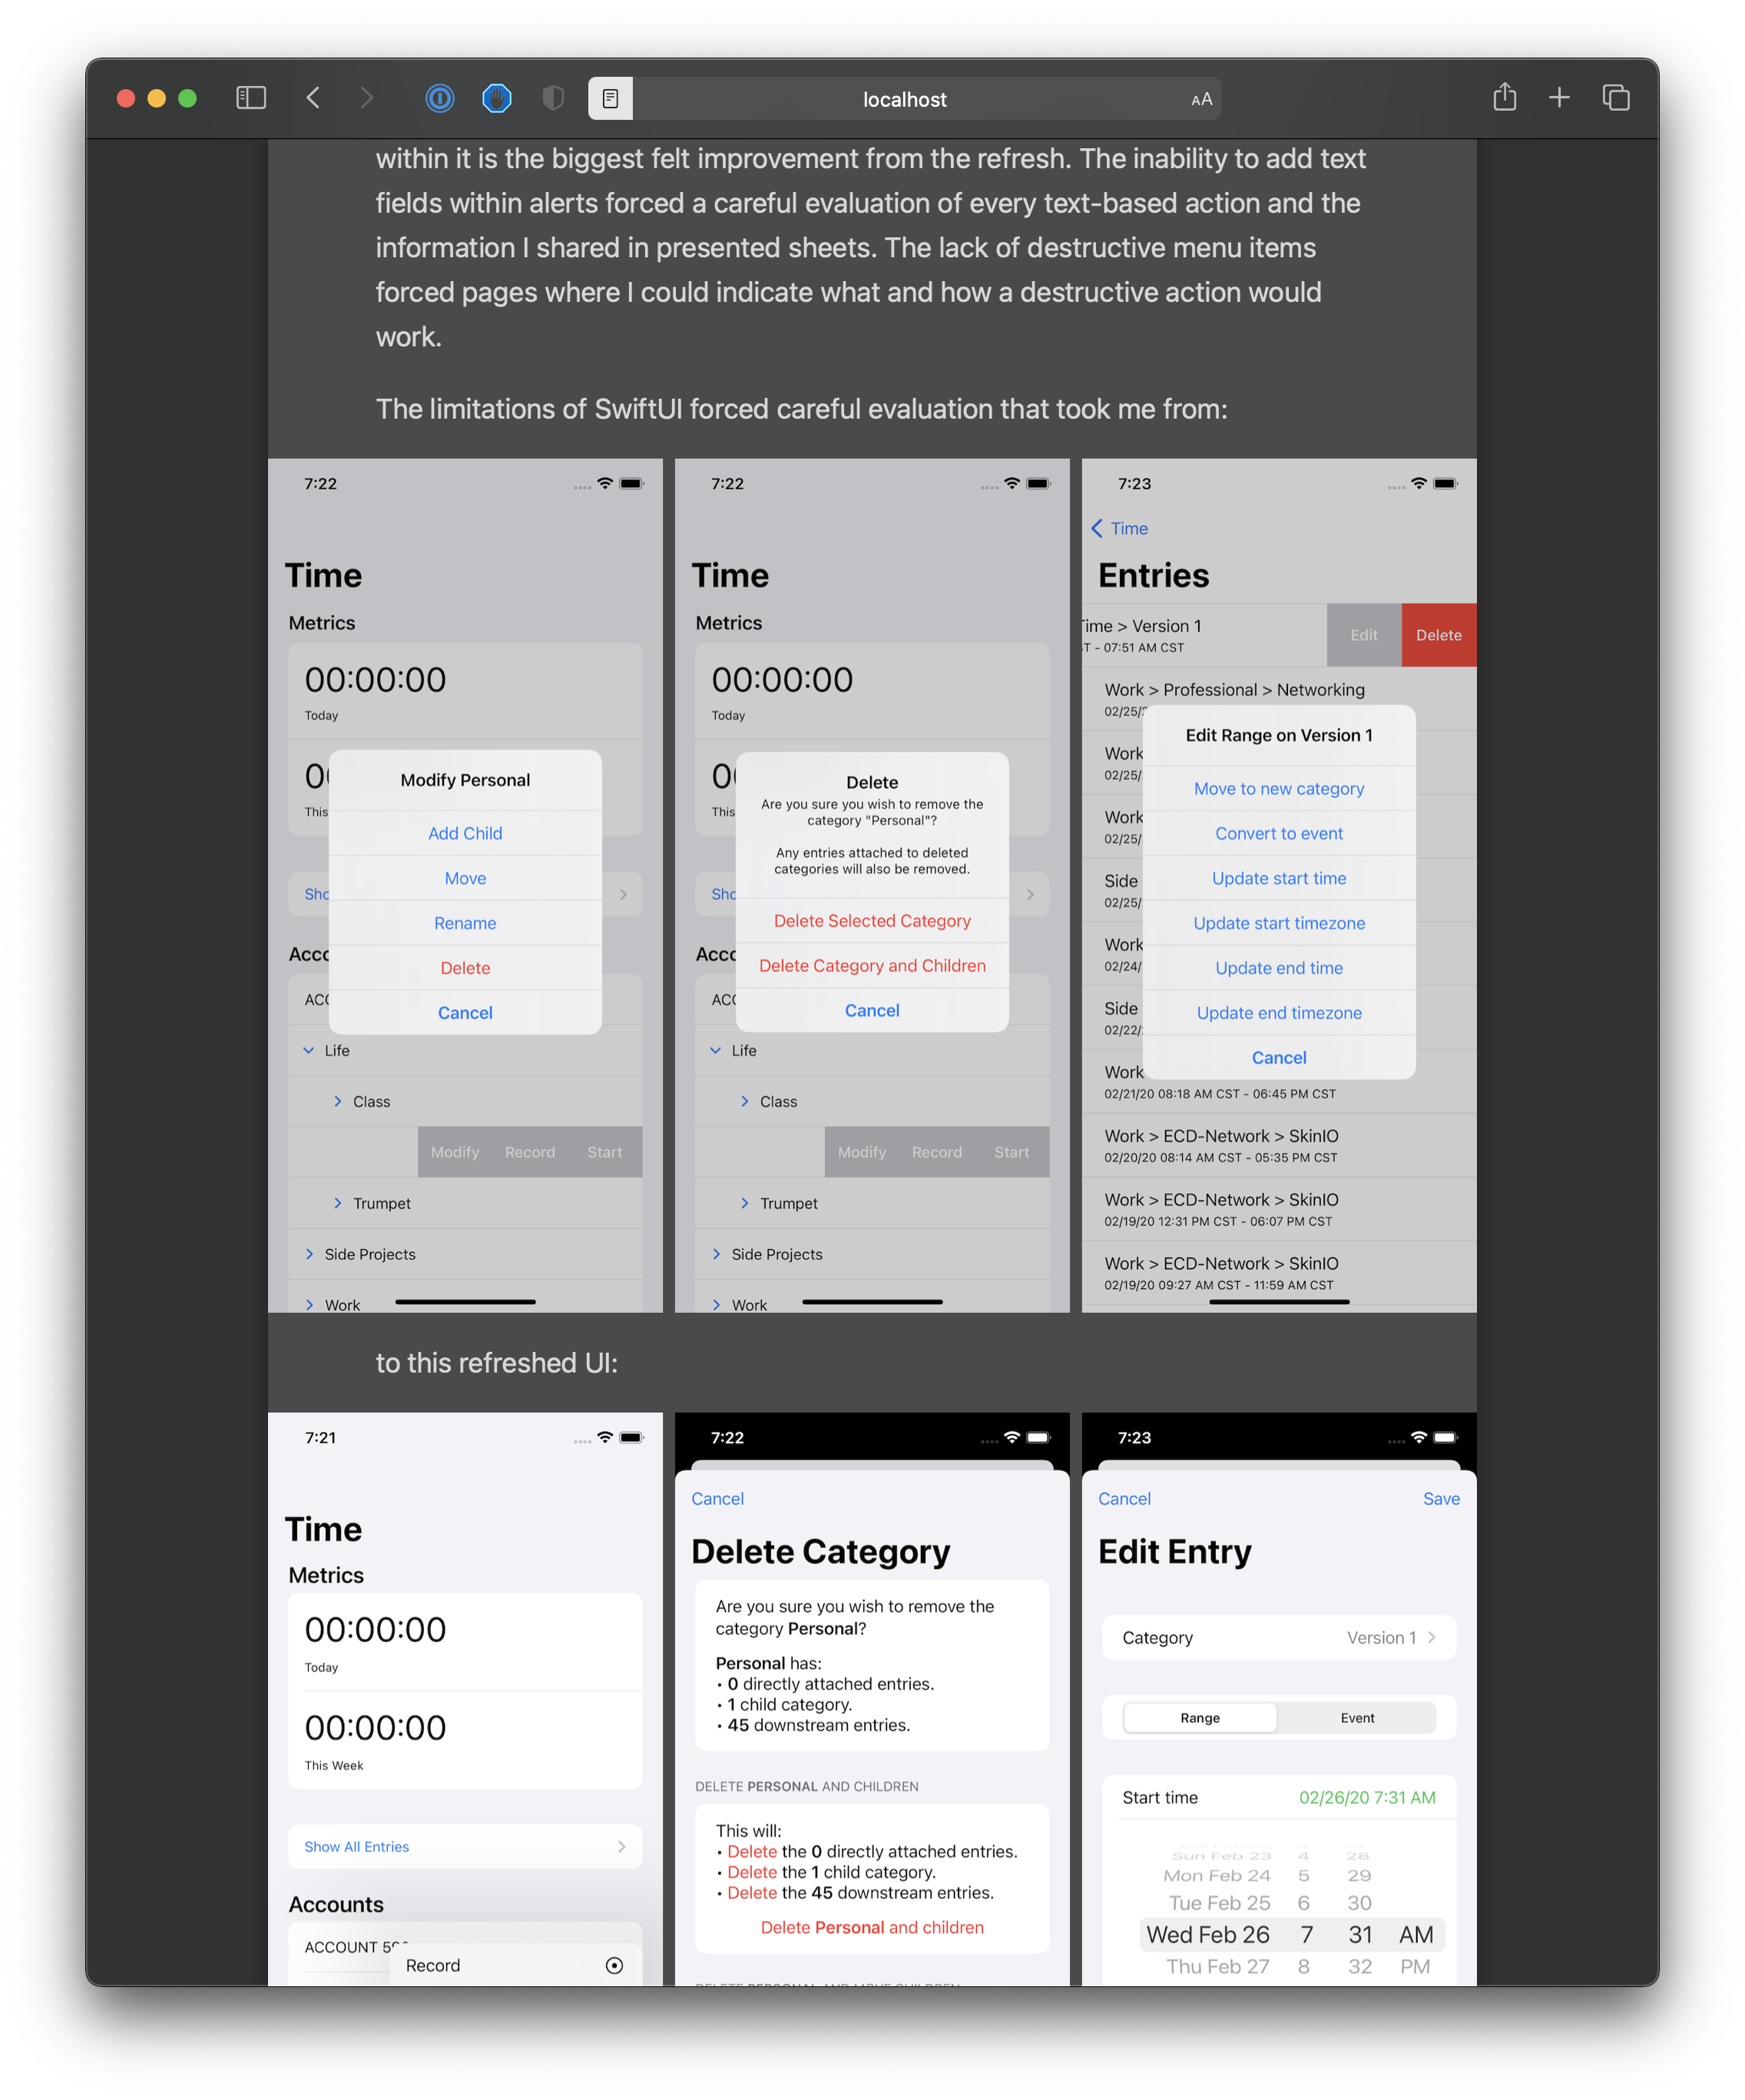 localhost
AA
within it is the biggest felt improvement from the refresh. The inability to add text
fields within alerts forced a careful evaluation of every text-based action and the
information I shared in presented sheets. The lack of destructive menu items
forced pages where I could indicate what and how a destructive action would
work.
The limitations of SwiftUI forced careful evaluation that took me from:
7:22
Time
Metrics
00:00:00
Today
00
This
Modify Personal
Add Child
Move
Rename
Delete
Cancel
Sho
Acco
ACC
Life
Class
Modify Record Start
Trumpet
Side Projects
Work
7:22
Time
Metrics
00:00:00
Today
00
This
Delete
Are you sure you wish to remove the
category "Personal"?
Any entries attached to deleted
categories will also be removed.
Delete Selected Category
Delete Category and Children
Cancel
Sho
Acco
ACC
Life
Class
Modify Record Start
Trumpet
Side Projects
Work
7:23
Time
Entries
Time > Version 1
ST - 07:51 AM CST
Edit Delete
Work > Professional > Networking
02/25/2
Work
02/25/
Work
02/25/
Side
02/25/
Work
02/24/
Side
02/22/
Work
02/21/20 08:18 AM CST - 06:45 PM CST
Edit Range on Version 1
Move to new category
Convert to event
Update start time
Update start timezone
Update end time
Update end timezone
Cancel
Work > ECD-Network > SkinIO
02/20/20 08:14 AM CST - 05:35 PM CST
Work > ECD-Network > SkinIO
02/19/20 12:31 PM CST - 06:07 PM CST
Work > ECD-Network > SkinIO
02/19/20 09:27 AM CST - 11:59 AM CST
to this refreshed UI:
7:21
Time
Metrics
00:00:00
Today
00:00:00
This Week
Show All Entries
Accounts
ACCOUNT
Record
7:22
Cancel
Delete Category
Are you sure you wish to remove the
category Personal?
Personal has:
• 0 directly attached entries.
• 1 child category.
• 45 downstream entries.
DELETE PERSONAL AND CHILDREN
This will:
• Delete the 0 directly attached entries.
• Delete the 1 child category.
• Delete the 45 downstream entries.
Delete Personal and children
DELETE PERSONAL AND MOVE CHILDREN
7:23
Cancel Save
Edit Entry
Category Version 1
Range Event
Start time 02/26/20 7:31 AM
Sun Feb 23 4 28
Mon Feb 24 5 29
Tue Feb 25 6 30
Wed Feb 26 7 31 AM
Thu Feb 27 8 32 PM